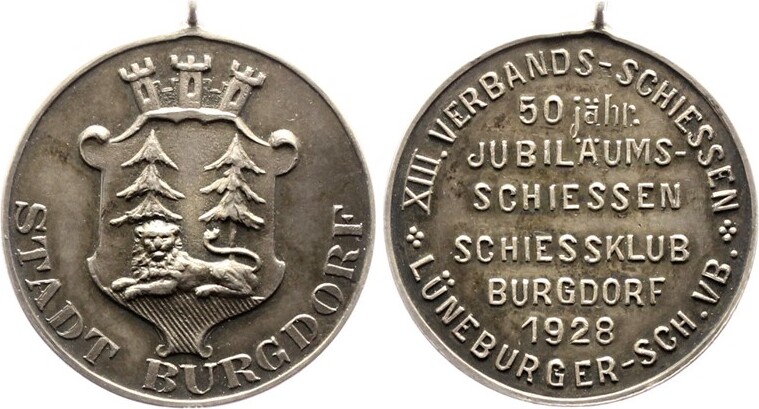 STADT BURGDORF
XIII. VERBANDS-SCHIESSEN
50 jähr.
JUBILÄUMS-
SCHIESSEN
SCHIESSKLUB
BURGDORF
1928
LÜNEBURGER-SCH.VB.